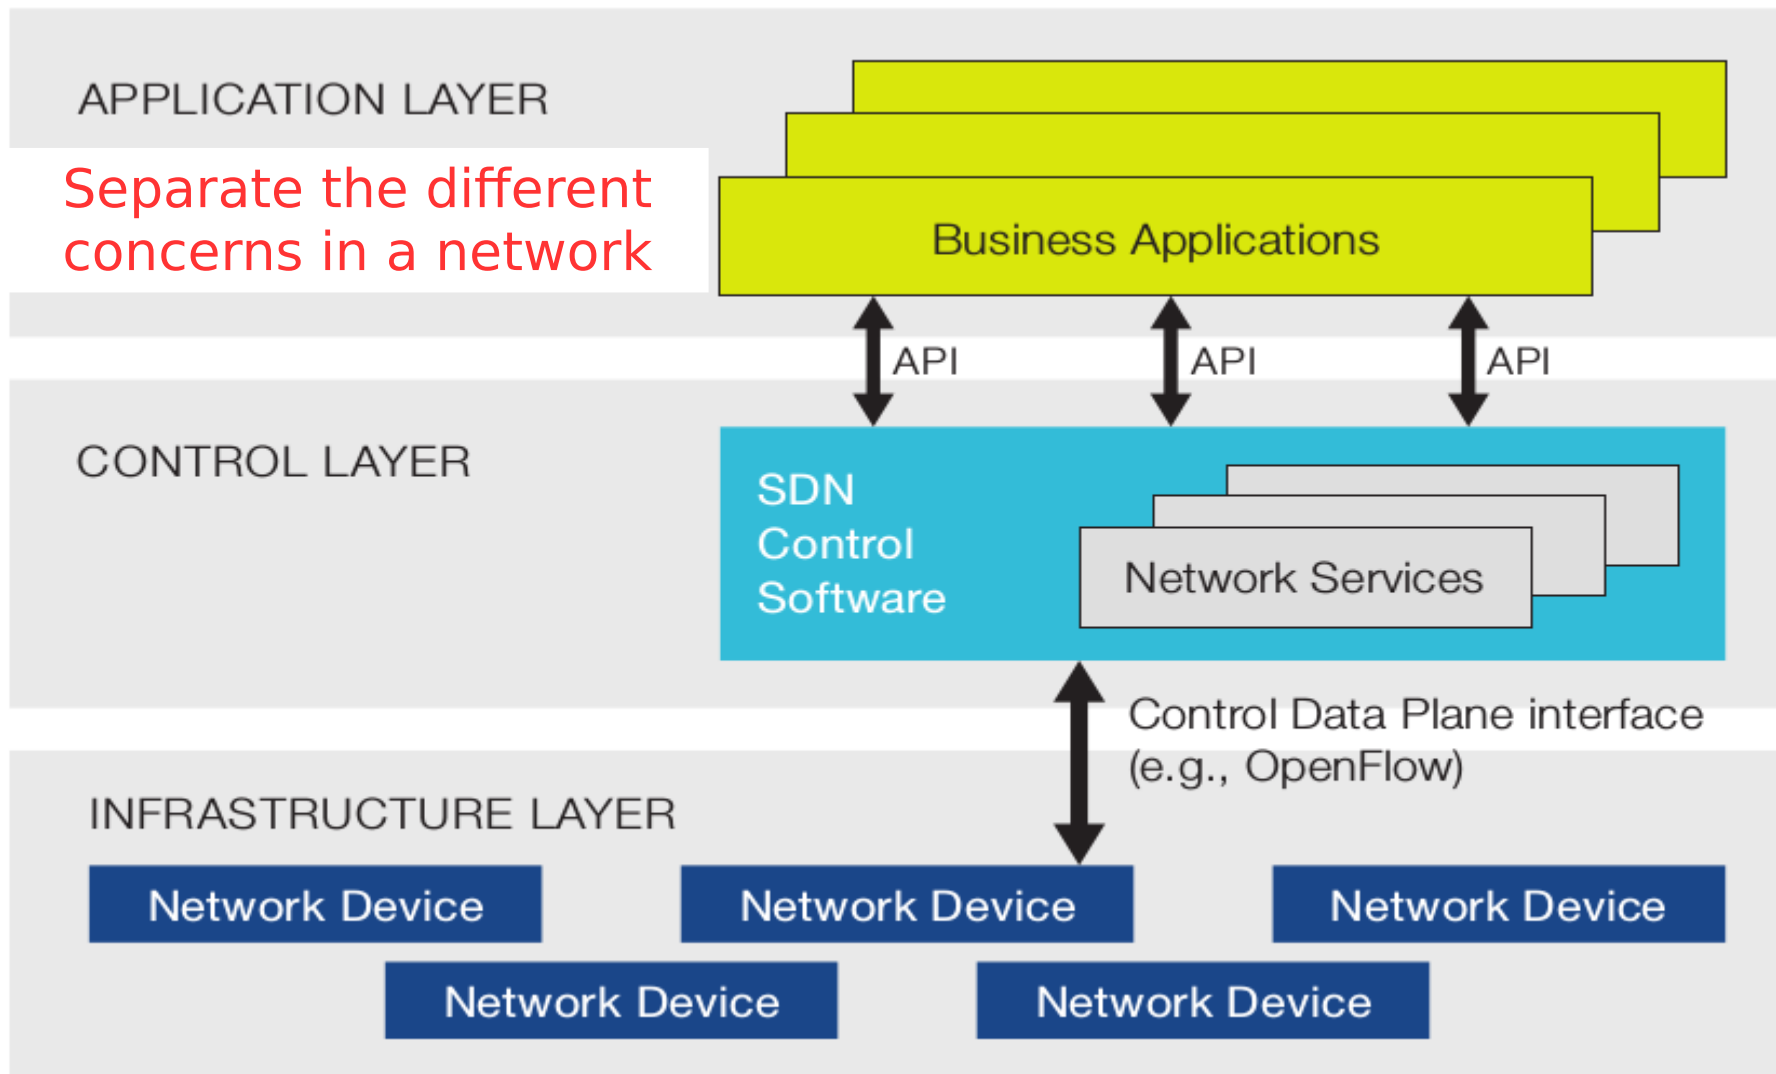 APPLICATION LAYER
Separate the different
concerns in a network
Business Applications
API
API
API
CONTROL LAYER
SDN
Control
Software
Network Services
Control Data Plane interface
(e.g., OpenFlow)
INFRASTRUCTURE LAYER
Network Device
Network Device
Network Device
Network Device
Network Device